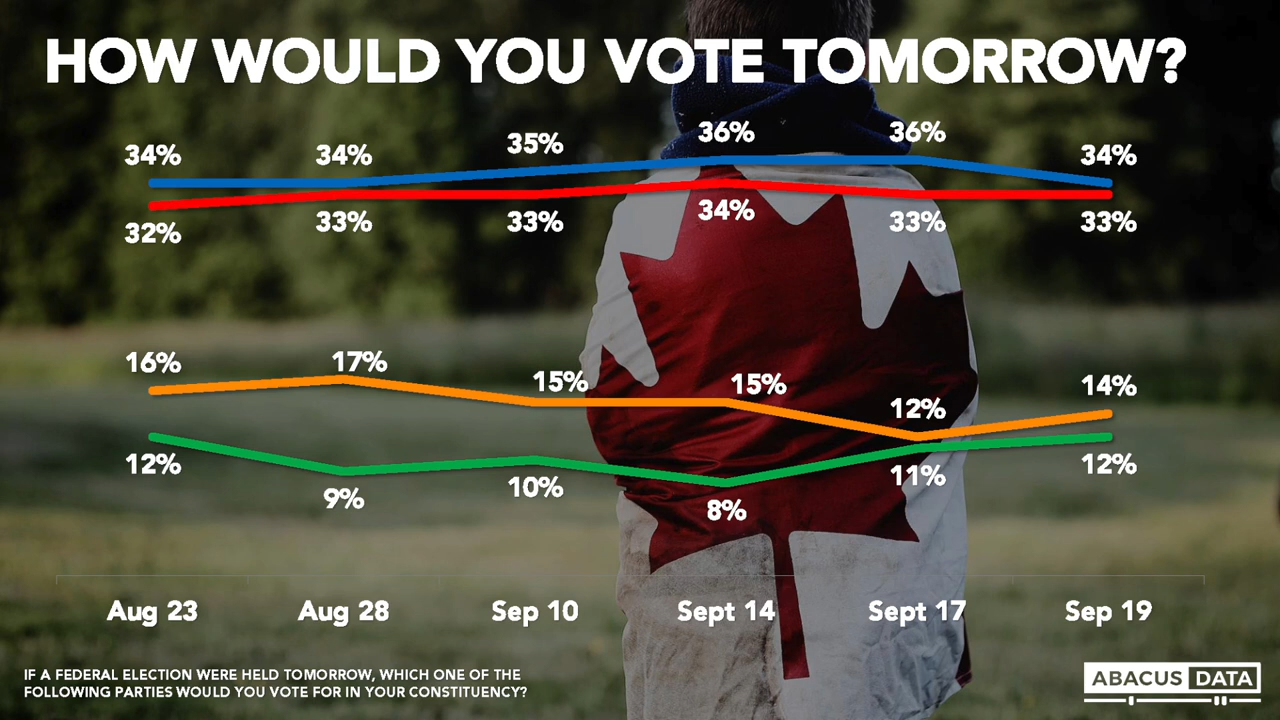 HOW WOULD YOU VOTE TOMORROW?
34% 34% 35% 36% 36% 34%
32% 33% 33% 34% 33% 33%
16% 17% 15% 15% 12% 14%
12% 9% 10% 8% 11% 12%
Aug 23 Aug 28 Sep 10 Sept 14 Sept 17 Sep 19
IF A FEDERAL ELECTION WERE HELD TOMORROW, WHICH ONE OF THE
FOLLOWING PARTIES WOULD YOU VOTE FOR IN YOUR CONSTITUENCY?
ABACUS DATA